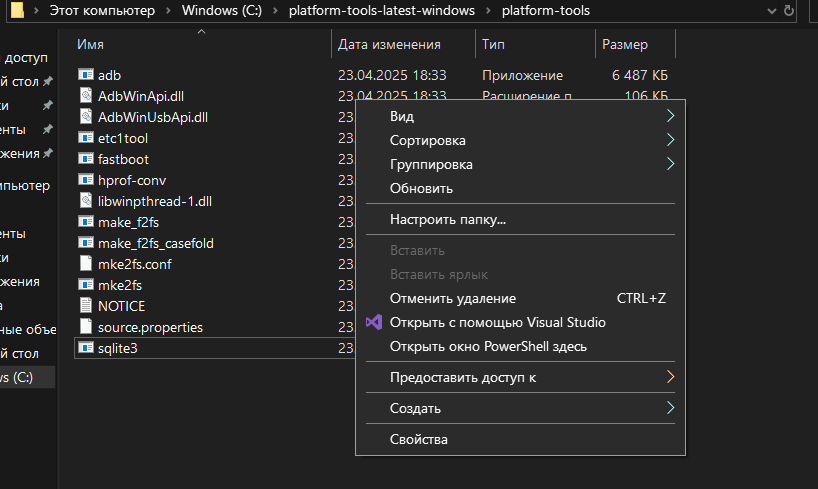 Этот компьютер > Windows (C:) > platform-tools-latest-windows > platform-tools
Имя Дата изменения Тип Размер
adb 23.04.2025 18:33 Приложение 6 487 КБ
AdbWinApi.dll 23.04.2025 18:33 Расширение п 106 КБ
AdbWinUsbApi.dll 23.
etc1tool 23.
fastboot 23.
hprof-conv 23.
libwinpthread-1.dll 23.
make_f2fs 23.
make_f2fs_casefold 23.
mke2fs.conf 23.
mke2fs 23.
NOTICE 23.
source.properties 23.
sqlite3 23.
доступ
й стол
ки
енты
жения
мпьютер
енты
ки
жения
а
ные объе
й стол
ws (C:)
Вид
Сортировка
Группировка
Обновить
Настроить папку...
Вставить
Вставить ярлык
Отменить удаление CTRL+Z
Открыть с помощью Visual Studio
Открыть окно PowerShell здесь
Предоставить доступ к
Создать
Свойства